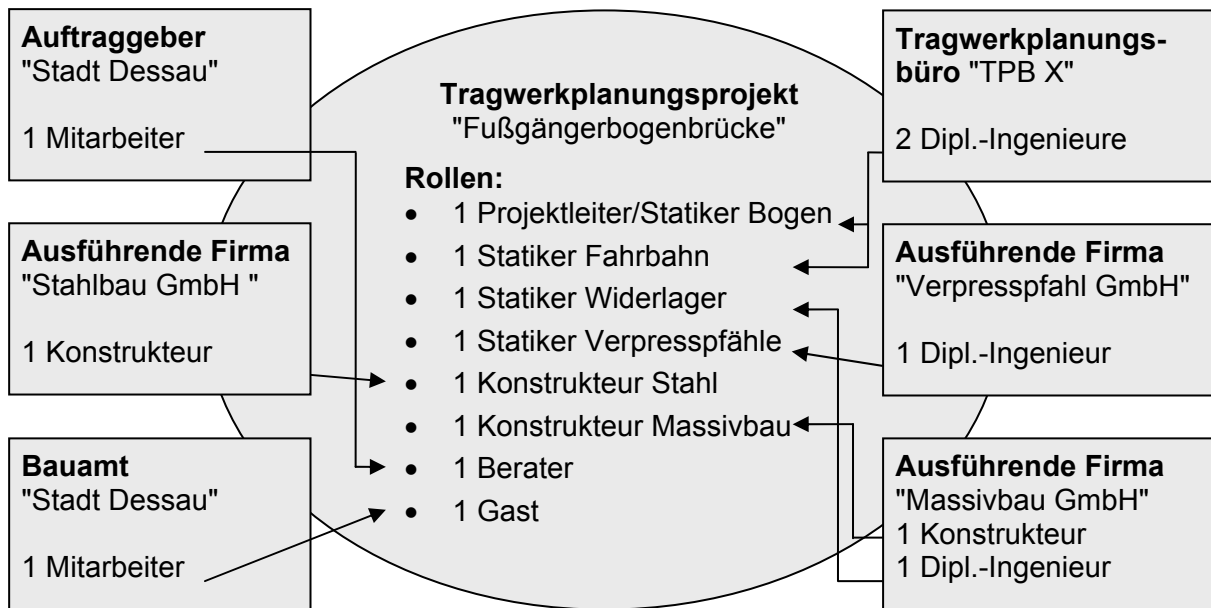 Auftraggeber
"Stadt Dessau"
1 Mitarbeiter
Ausführende Firma
"Stahlbau GmbH "
1 Konstrukteur
Bauamt
"Stadt Dessau"
1 Mitarbeiter
Tragwerkplanungsprojekt
"Fußgängerbogenbrücke"
Rollen:
• 1 Projektleiter/Statiker Bogen
• 1 Statiker Fahrbahn
• 1 Statiker Widerlager
• 1 Statiker Verpresspfähle
• 1 Konstrukteur Stahl
• 1 Konstrukteur Massivbau
• 1 Berater
• 1 Gast
Tragwerkplanungs-
büro "TPB X"
2 Dipl.-Ingenieure
Ausführende Firma
"Verpresspfahl GmbH"
1 Dipl.-Ingenieur
Ausführende Firma
"Massivbau GmbH"
1 Konstrukteur
1 Dipl.-Ingenieur